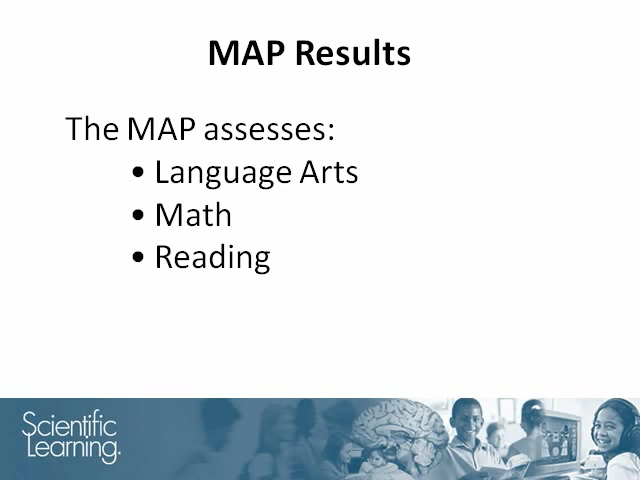 MAP Results
The MAP assesses:
• Language Arts
• Math
• Reading
Scientific
Learning.